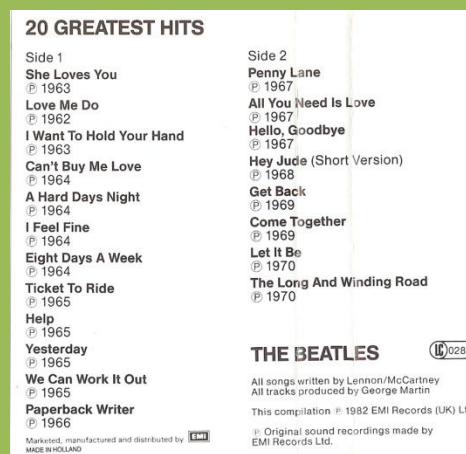 20 GREATEST HITS
Side 1
She Loves You
℗ 1963
Love Me Do
℗ 1962
I Want To Hold Your Hand
℗ 1963
Can't Buy Me Love
℗ 1964
A Hard Days Night
℗ 1964
I Feel Fine
℗ 1964
Eight Days A Week
℗ 1964
Ticket To Ride
℗ 1965
Help
℗ 1965
Yesterday
℗ 1965
We Can Work It Out
℗ 1965
Paperback Writer
℗ 1966
Marketed, manufactured and distributed by EMI
MADE IN HOLLAND
Side 2
Penny Lane
℗ 1967
All You Need Is Love
℗ 1967
Hello, Goodbye
℗ 1967
Hey Jude (Short Version)
℗ 1968
Get Back
℗ 1969
Come Together
℗ 1969
Let It Be
℗ 1970
The Long And Winding Road
℗ 1970
THE BEATLES
LC 028
All songs written by Lennon/McCartney
All tracks produced by George Martin
This compilation ℗ 1982 EMI Records (UK) Lt
℗ Original sound recordings made by
EMI Records Ltd.